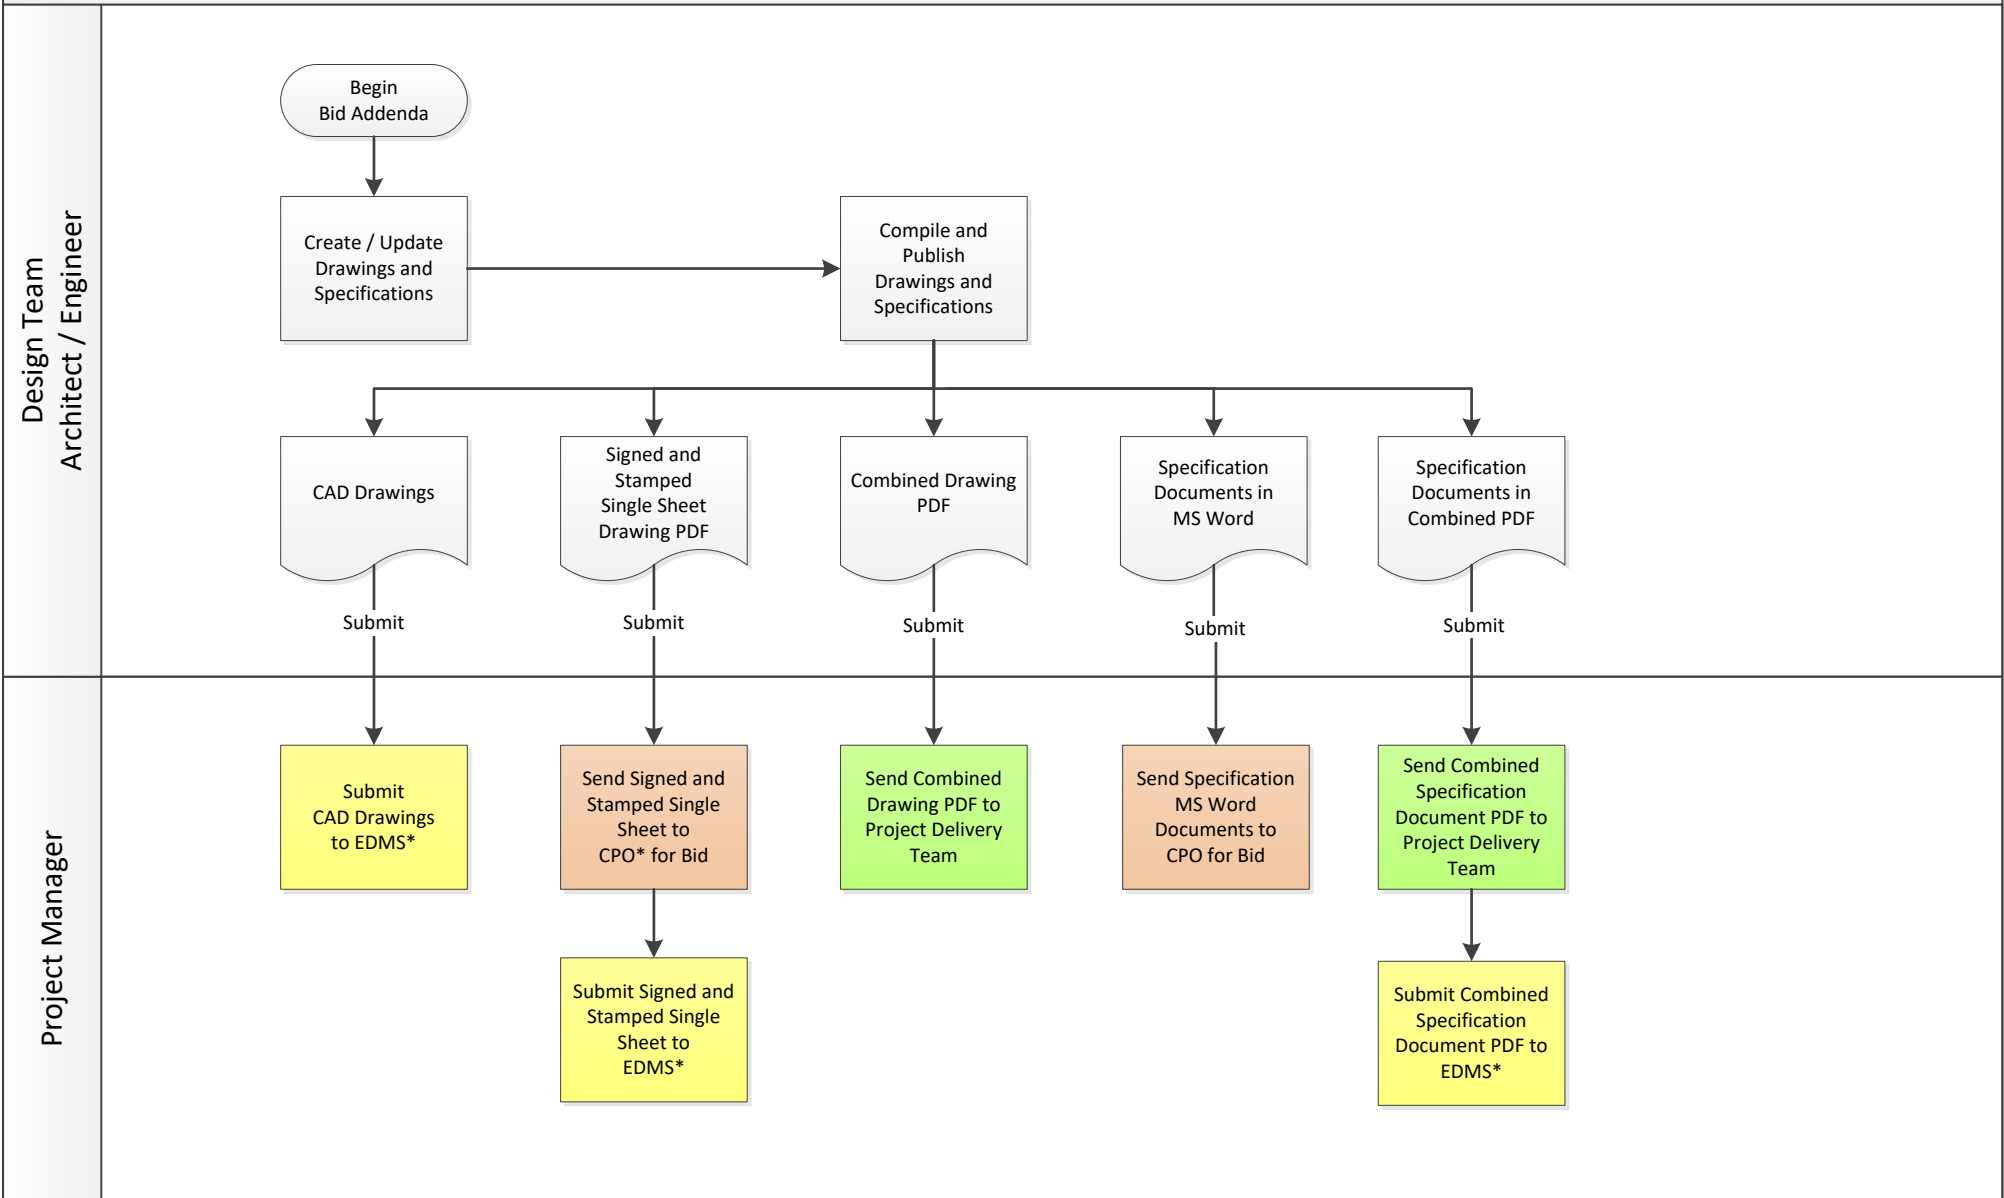 Design Team
Architect / Engineer
Begin
Bid Addenda
Create / Update
Drawings and
Specifications
Compile and
Publish
Drawings and
Specifications
CAD Drawings
Signed and
Stamped
Single Sheet
Drawing PDF
Combined Drawing
PDF
Specification
Documents in
MS Word
Specification
Documents in
Combined PDF
Submit
Submit
Submit
Submit
Submit
Project Manager
Submit
CAD Drawings
to EDMS*
Send Signed and
Stamped Single
Sheet to
CPO* for Bid
Send Combined
Drawing PDF to
Project Delivery
Team
Send Specification
MS Word
Documents to
CPO for Bid
Send Combined
Specification
Document PDF to
Project Delivery
Team
Submit Signed and
Stamped Single
Sheet to
EDMS*
Submit Combined
Specification
Document PDF to
EDMS*